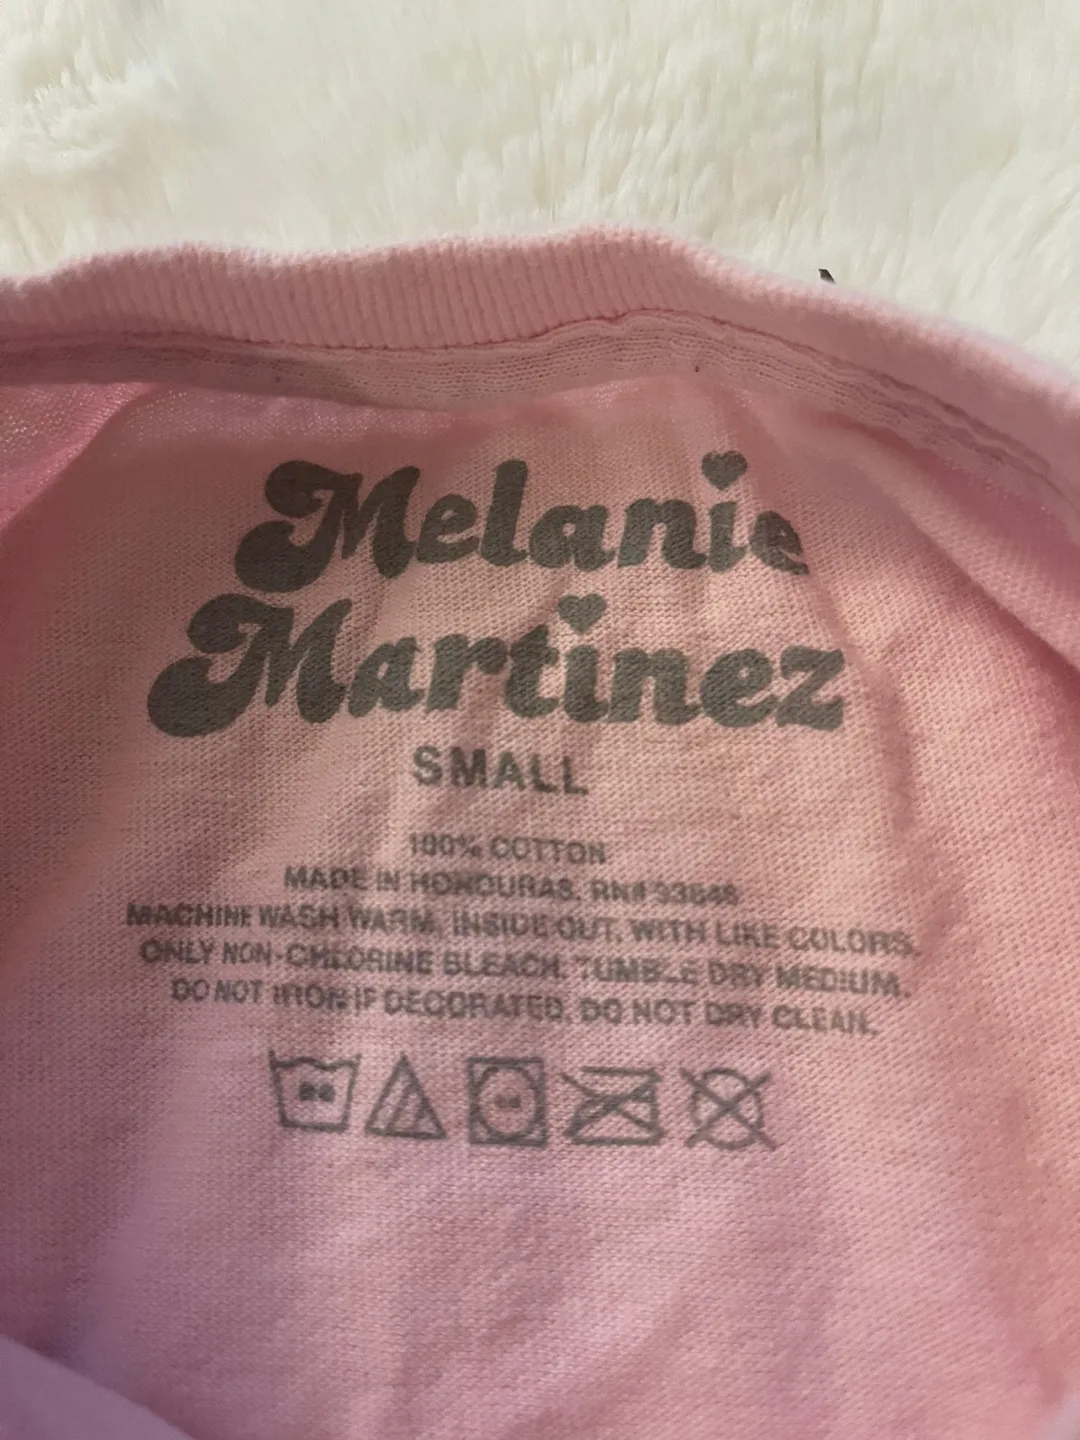 Melanie
Martinez
SMALL
100% COTTON
MADE IN HONDURAS. RN# 93846
MACHINE WASH WARM, INSIDE OUT, WITH LIKE COLORS.
ONLY NON-CHLORINE BLEACH. TUMBLE DRY MEDIUM.
DO NOT IRON IF DECORATED. DO NOT DRY CLEAN.